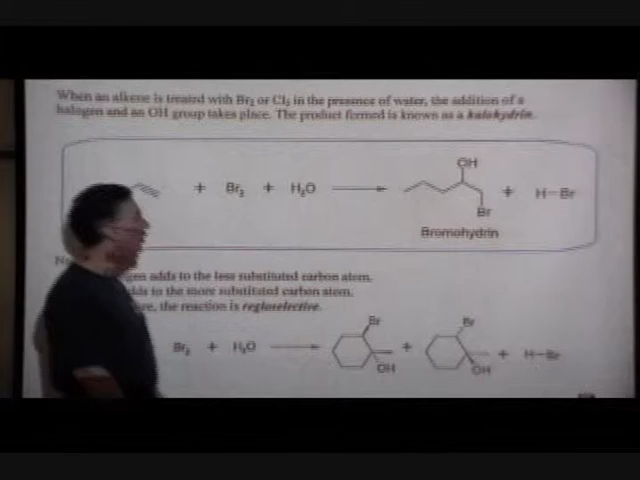 When an alkene is treated with Br₂ or Cl₂ in the presence of water, the addition of a
halogen and an OH group takes place. The product formed is known as a halohydrin.
OH
+ Br₂ + H₂O + H-Br
Br
Bromohydrin
adds to the less substituted carbon atom.
to the more substituted carbon atom.
the reaction is regioselective.
Br Br
Br₂ + H₂O + + H-Br
OH OH